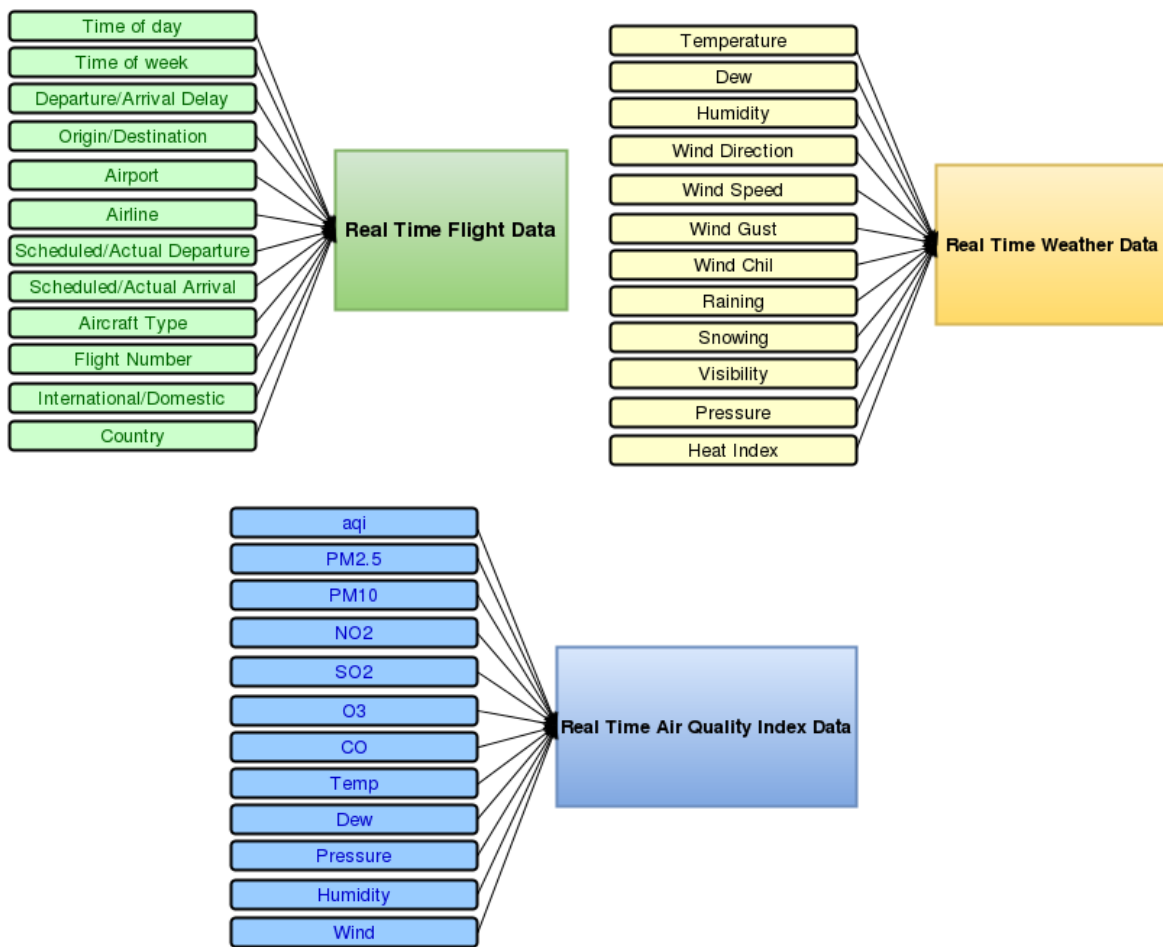 Time of day
Time of week
Departure/Arrival Delay
Origin/Destination
Airport
Airline
Scheduled/Actual Departure
Scheduled/Actual Arrival
Aircraft Type
Flight Number
International/Domestic
Country
Real Time Flight Data
Temperature
Dew
Humidity
Wind Direction
Wind Speed
Wind Gust
Wind Chil
Raining
Snowing
Visibility
Pressure
Heat Index
Real Time Weather Data
aqi
PM2.5
PM10
NO2
SO2
O3
CO
Temp
Dew
Pressure
Humidity
Wind
Real Time Air Quality Index Data